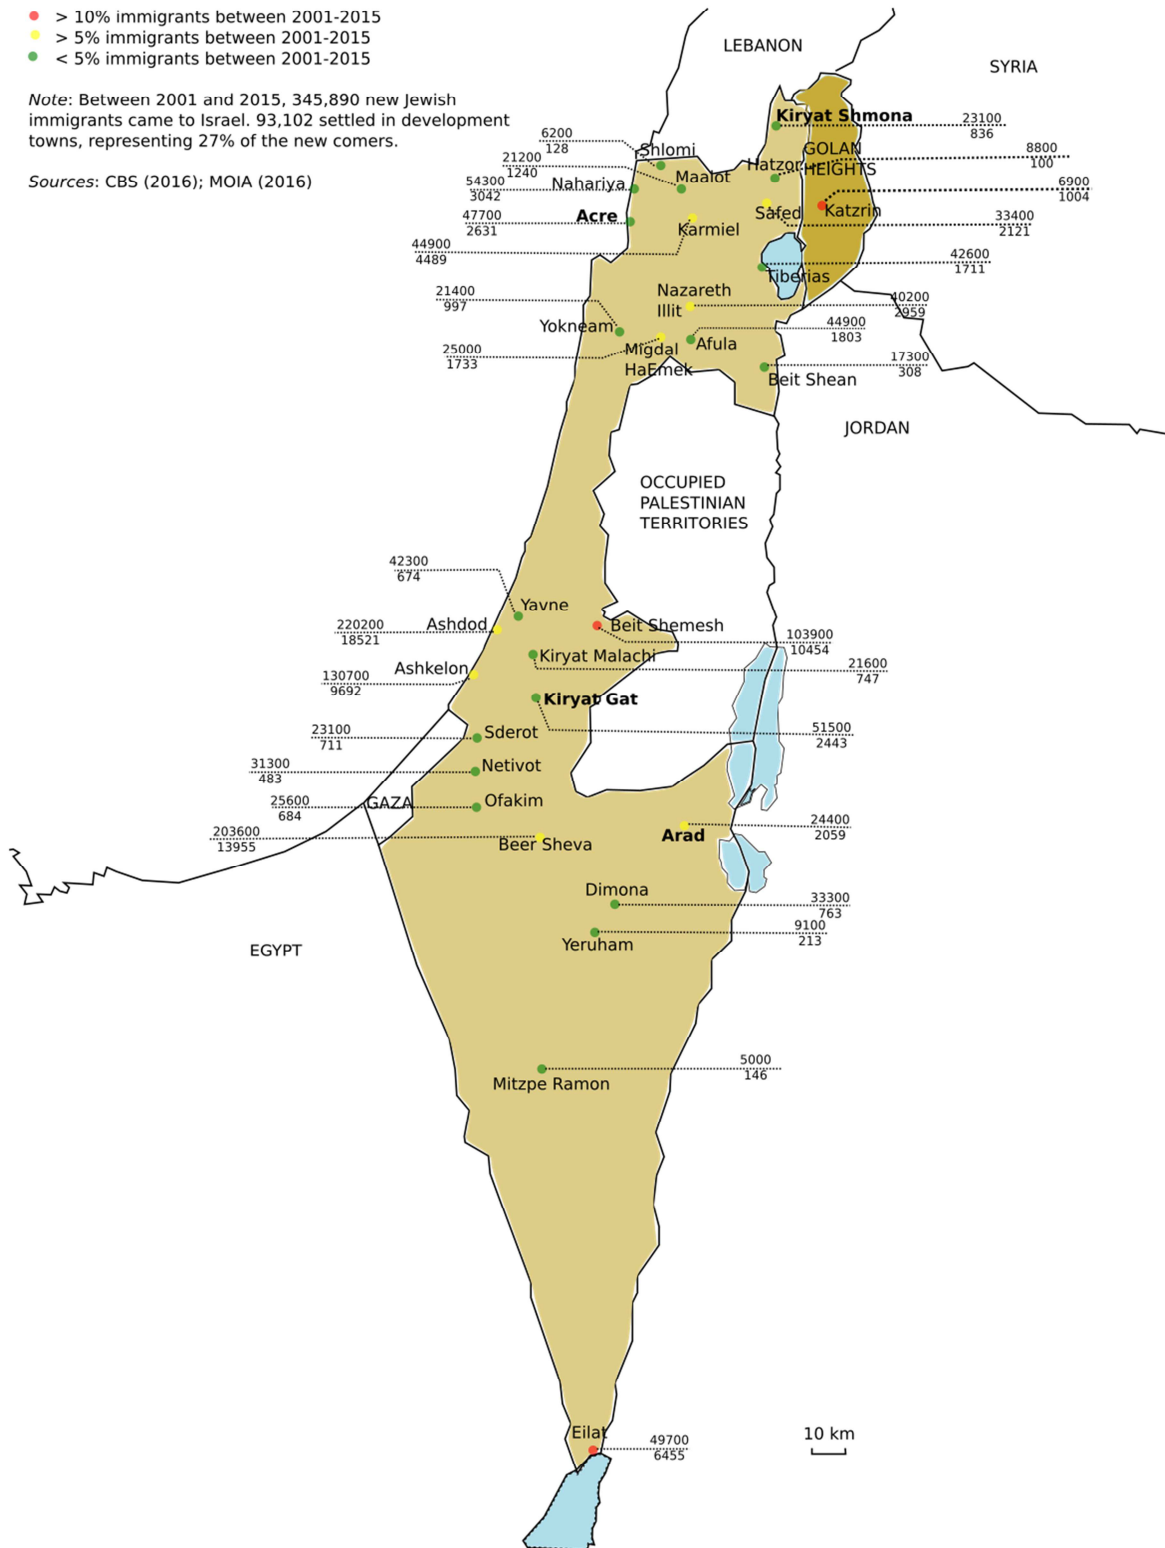 > 10% immigrants between 2001-2015
> 5% immigrants between 2001-2015
< 5% immigrants between 2001-2015
Note: Between 2001 and 2015, 345,890 new Jewish
immigrants came to Israel. 93,102 settled in development
towns, representing 27% of the new comers.
Sources: CBS (2016); MOIA (2016)
LEBANON
SYRIA
Kiryat Shmona
23100
836
6200
128
Shlomi
GOLAN
HEIGHTS
8800
100
21200
1240
Maalot
Hatzor
54300
3042
Nahariya
6900
1004
Katzrin
47700
2631
Acre
Safed
33400
2121
Karmiel
44900
4489
42600
1711
Tiberias
Nazareth
Illit
40200
2959
21400
997
Yokneam
44900
1803
Afula
25000
1733
Migdal
HaEmek
17300
308
Beit Shean
JORDAN
OCCUPIED
PALESTINIAN
TERRITORIES
42300
674
Yavne
Ashdod
220200
18521
Beit Shemesh
103900
10454
Kiryat Malachi
21600
747
Ashkelon
130700
9692
Kiryat Gat
51500
2443
23100
711
Sderot
31300
483
Netivot
25600
684
GAZA
Ofakim
203600
13955
Beer Sheva
Arad
24400
2059
Dimona
33300
763
9100
213
Yeruham
EGYPT
5000
146
Mitzpe Ramon
Eilat
49700
6455
10 km